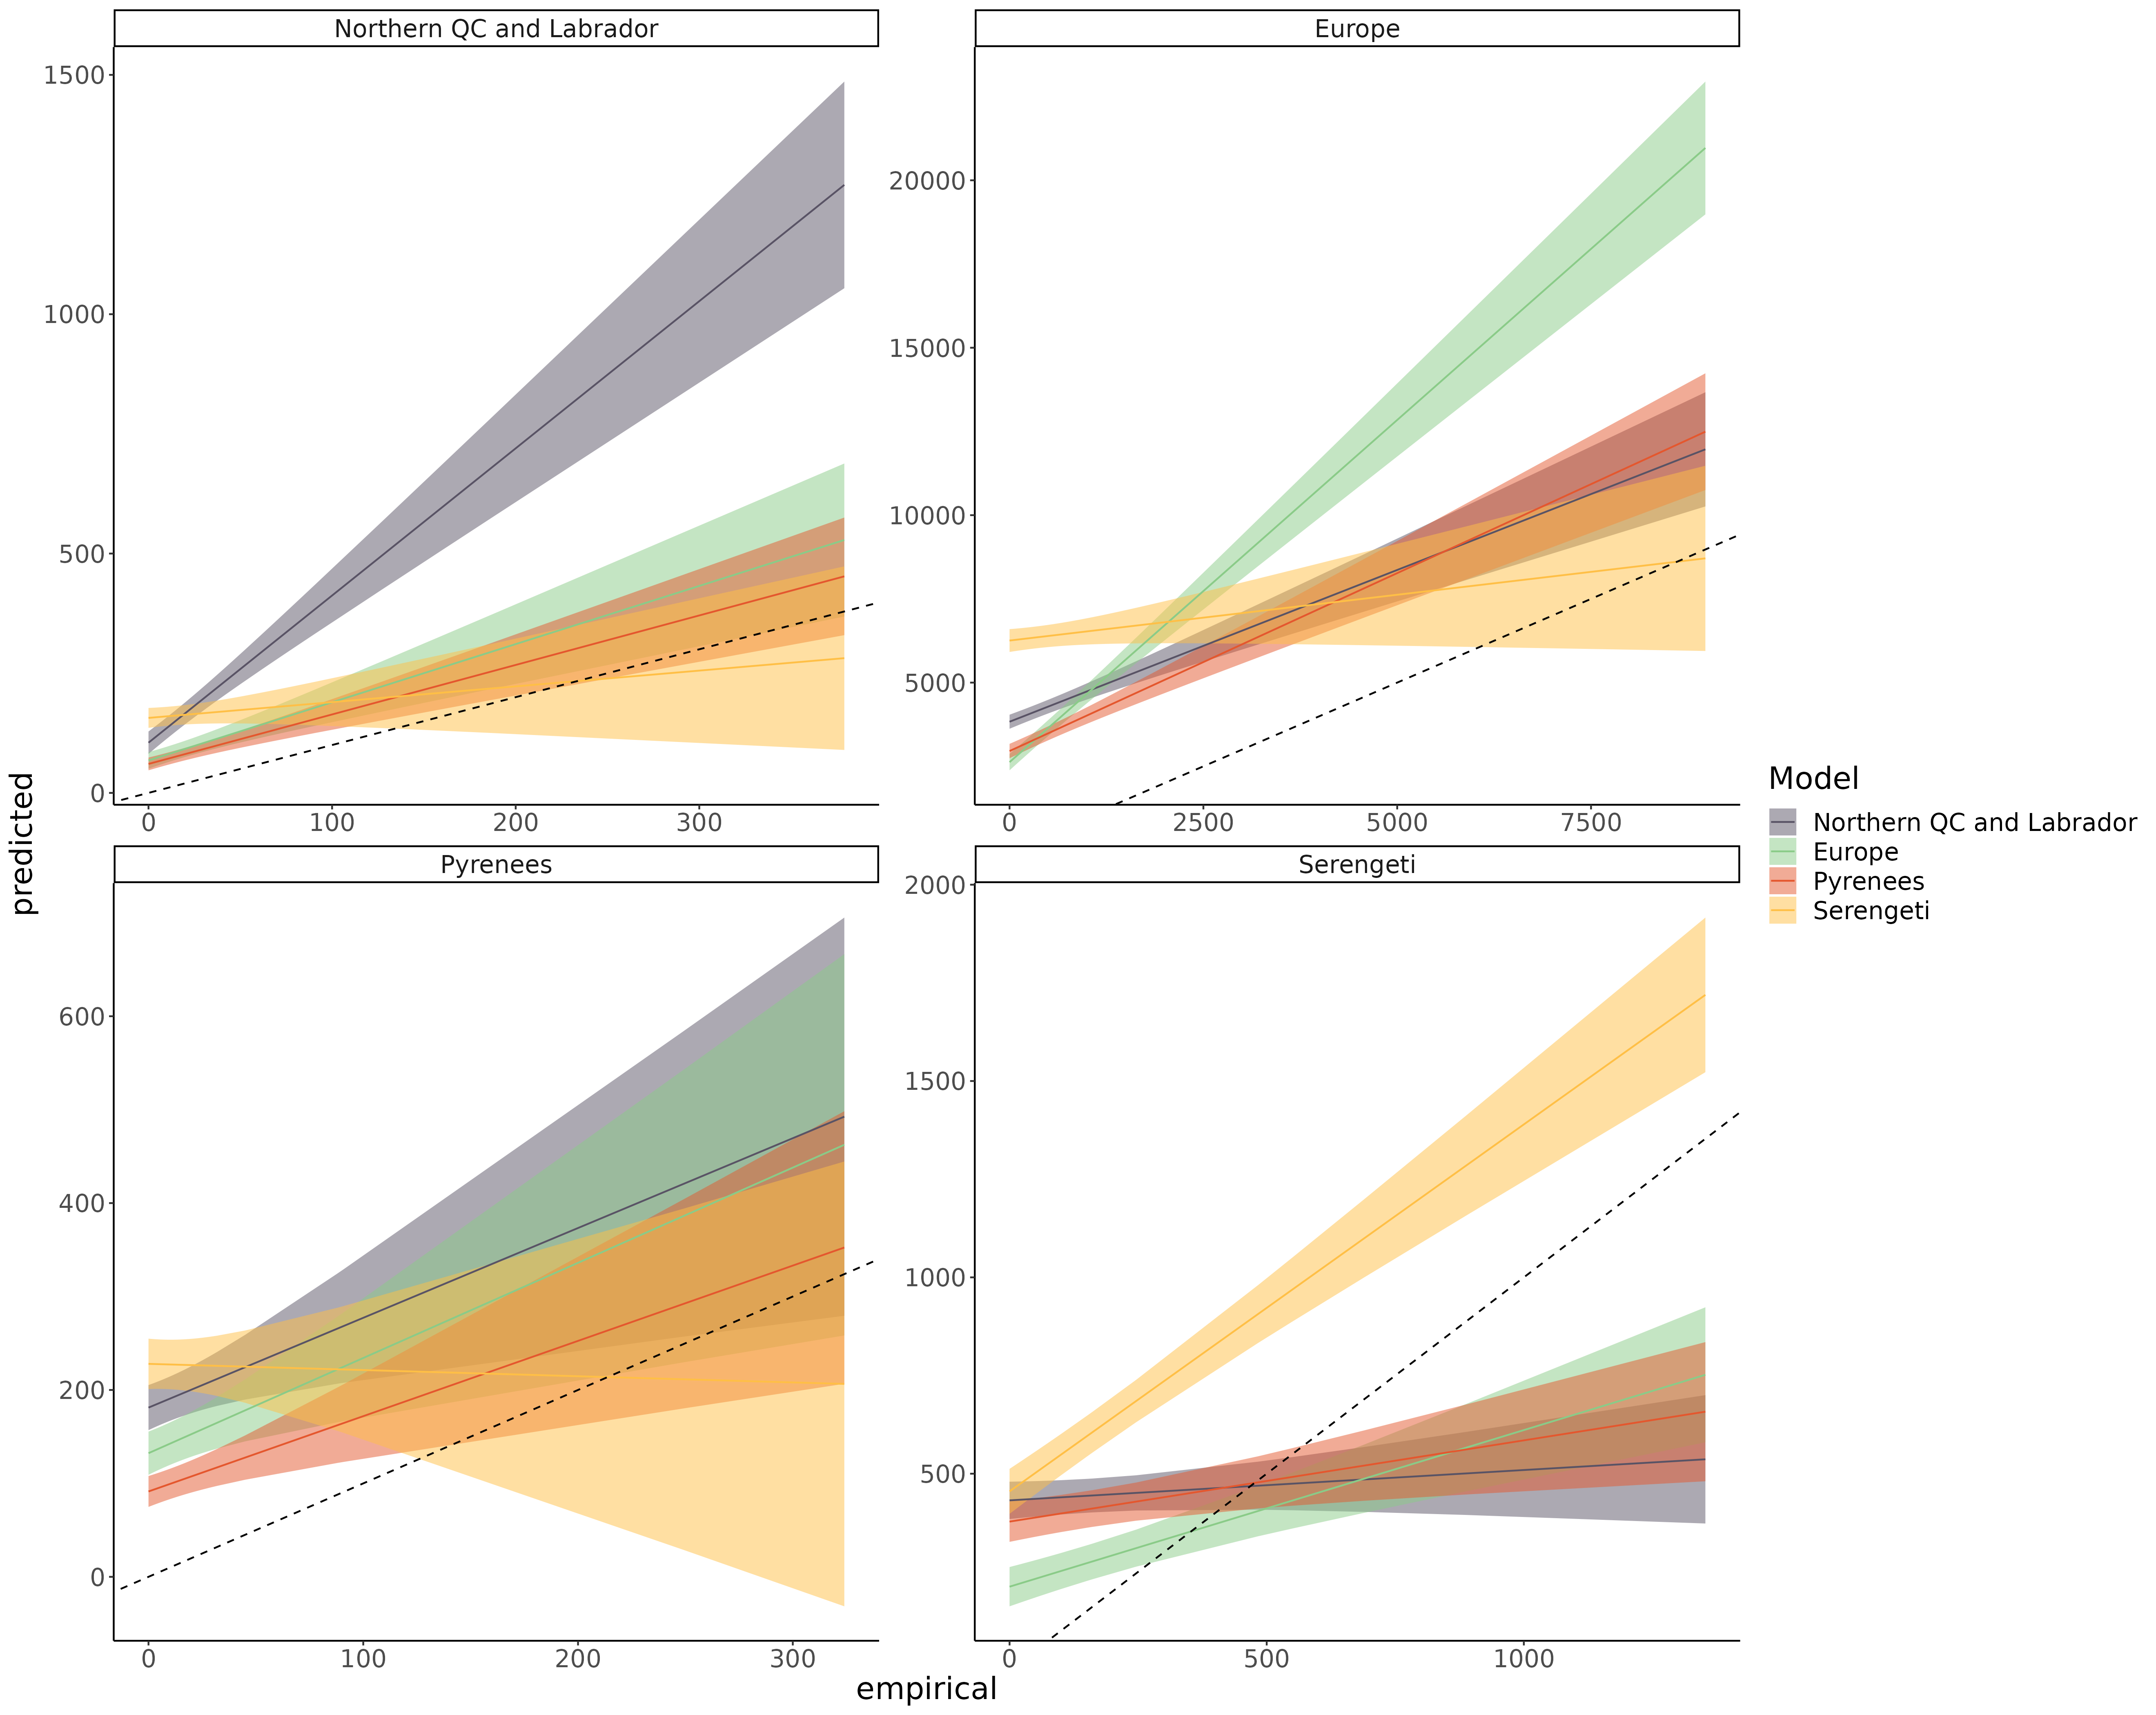 Northern QC and Labrador
Europe
1500
1000
500
0
0 100 200 300
20000
15000
10000
5000
0 2500 5000 7500
Pyrenees
Serengeti
600
400
200
0
0 100 200 300
2000
1500
1000
500
0 500 1000
predicted
empirical
Model
Northern QC and Labrador
Europe
Pyrenees
Serengeti